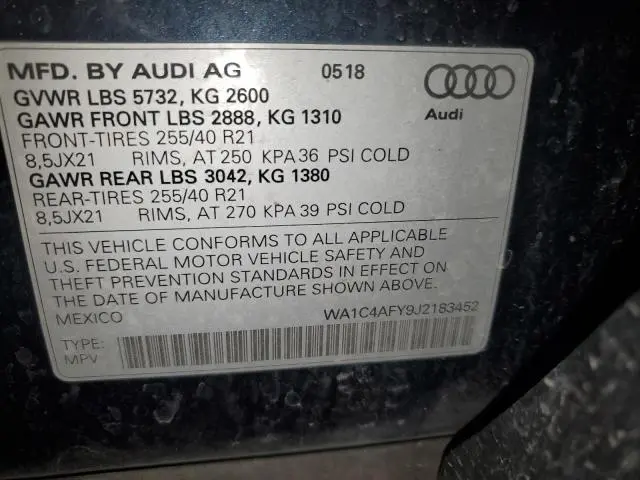 MFD. BY AUDI AG 0518
GVWR LBS 5732, KG 2600
GAWR FRONT LBS 2888, KG 1310 Audi
FRONT-TIRES 255/40 R21
8,5JX21 RIMS, AT 250 KPA 36 PSI COLD
GAWR REAR LBS 3042, KG 1380
REAR-TIRES 255/40 R21
8,5JX21 RIMS, AT 270 KPA 39 PSI COLD
THIS VEHICLE CONFORMS TO ALL APPLICABLE
U.S. FEDERAL MOTOR VEHICLE SAFETY AND
THEFT PREVENTION STANDARDS IN EFFECT ON
THE DATE OF MANUFACTURE SHOWN ABOVE.
MEXICO WA1C4AFY9J2183452
TYPE:
MPV